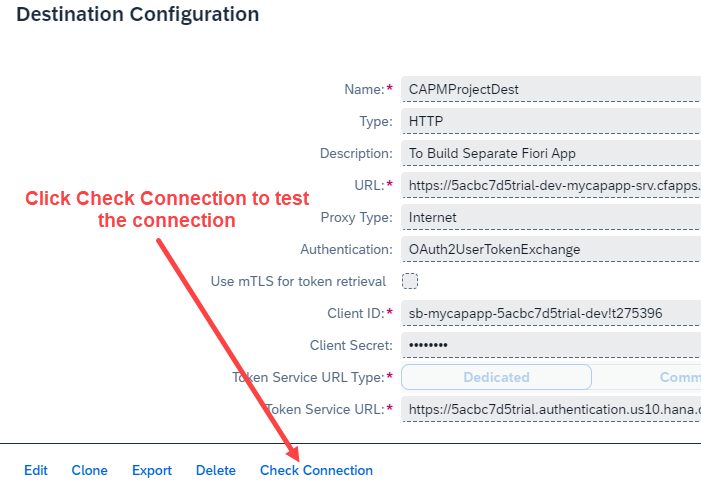 Destination Configuration
Name:* CAPMProjectDest
Type: HTTP
Description: To Build Separate Fiori App
URL:* https://5acbc7d5trial-dev-mycapapp-srv.cfapps.
Click Check Connection to test
the connection
Proxy Type: Internet
Authentication: OAuth2UserTokenExchange
Use mTLS for token retrieval
Client ID:* sb-mycapapp-5acbc7d5trial-dev!t275396
Client Secret: ••••••••
Token Service URL Type:* Dedicated Comm
Token Service URL:* https://5acbc7d5trial.authentication.us10.hana.
Edit Clone Export Delete Check Connection